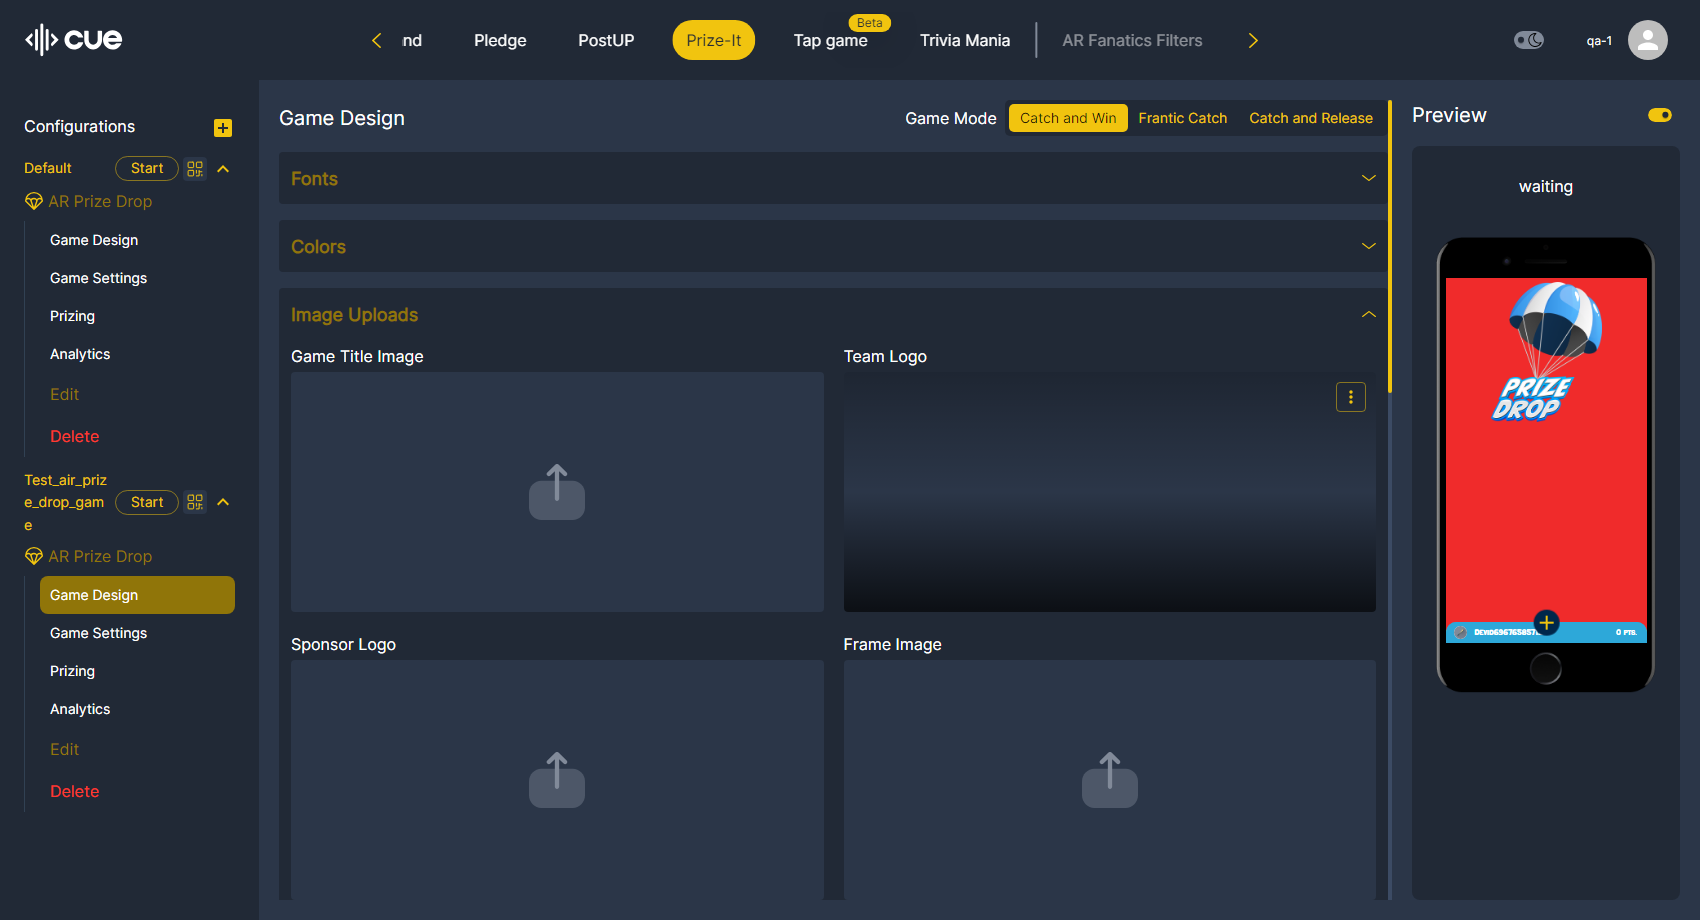 cue
nd
Pledge
PostUP
Prize-It
Beta
Tap game
Trivia Mania
AR Fanatics Filters
qa-1
Configurations
Default
Start
AR Prize Drop
Game Design
Game Settings
Prizing
Analytics
Edit
Delete
Test_air_priz
e_drop_gam
e
Start
AR Prize Drop
Game Design
Game Settings
Prizing
Analytics
Edit
Delete
Game Design
Game Mode
Catch and Win
Frantic Catch
Catch and Release
Fonts
Colors
Image Uploads
Game Title Image
Team Logo
Sponsor Logo
Frame Image
Preview
waiting
PRIZE
DROP
0 PTS.